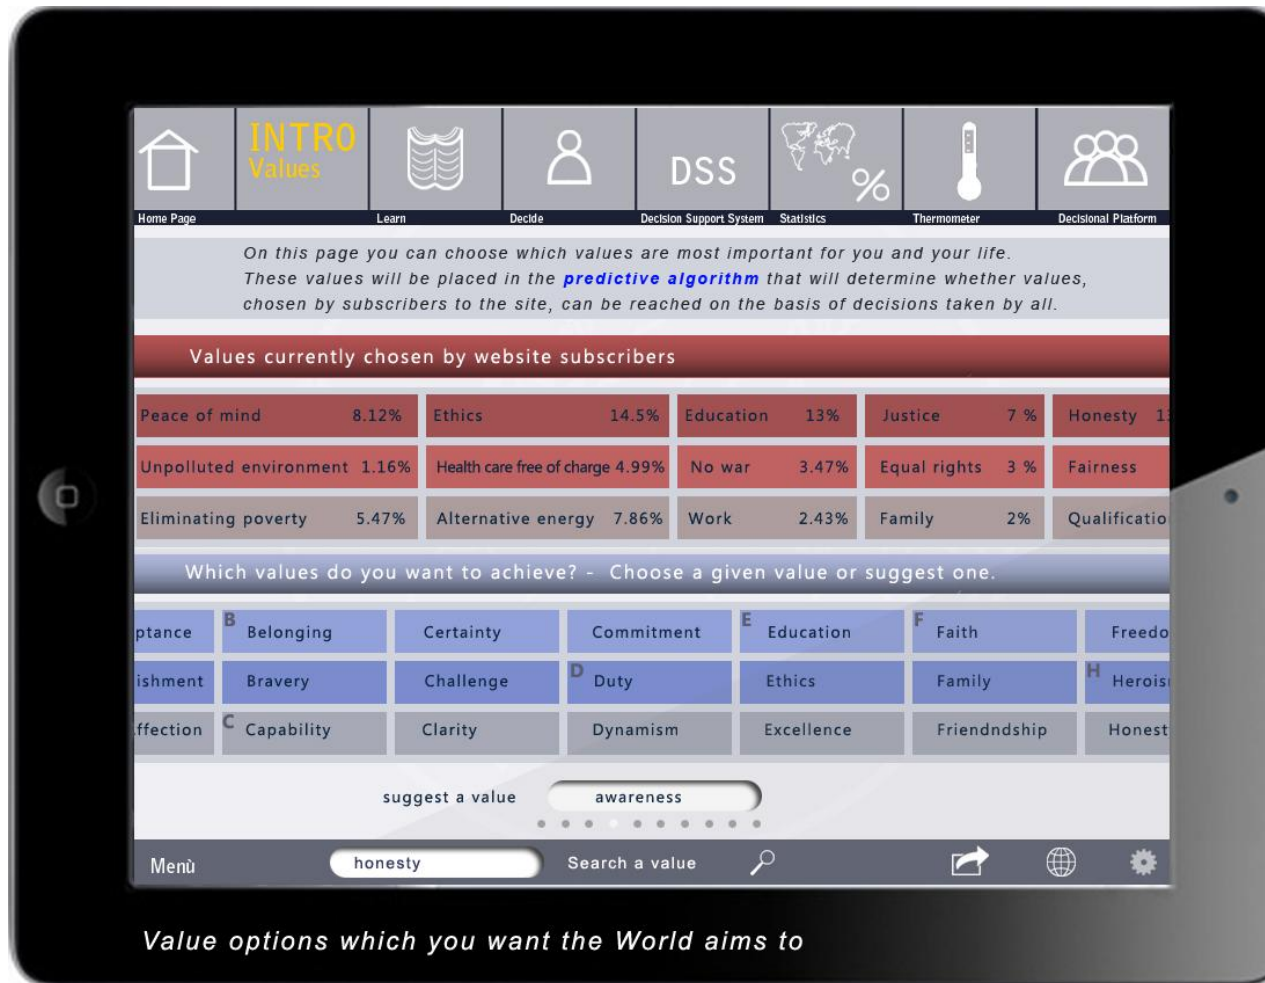 INTRO
Values
DSS
%
Home Page Learn Decide Decision Support System Statistics Thermometer Decisional Platform
On this page you can choose which values are most important for you and your life.
These values will be placed in the predictive algorithm that will determine whether values,
chosen by subscribers to the site, can be reached on the basis of decisions taken by all.
Values currently chosen by website subscribers
Peace of mind 8.12% Ethics 14.5% Education 13% Justice 7 % Honesty
Unpolluted environment 1.16% Health care free of charge 4.99% No war 3.47% Equal rights 3 % Fairness
Eliminating poverty 5.47% Alternative energy 7.86% Work 2.43% Family 2% Qualificatio
Which values do you want to achieve? - Choose a given value or suggest one.
ptance B Belonging Certainty Commitment E Education F Faith Freedo
ishment Bravery Challenge D Duty Ethics Family H Herois
ffection C Capability Clarity Dynamism Excellence Friendndship Honest
suggest a value awareness
Menù honesty Search a value
Value options which you want the World aims to